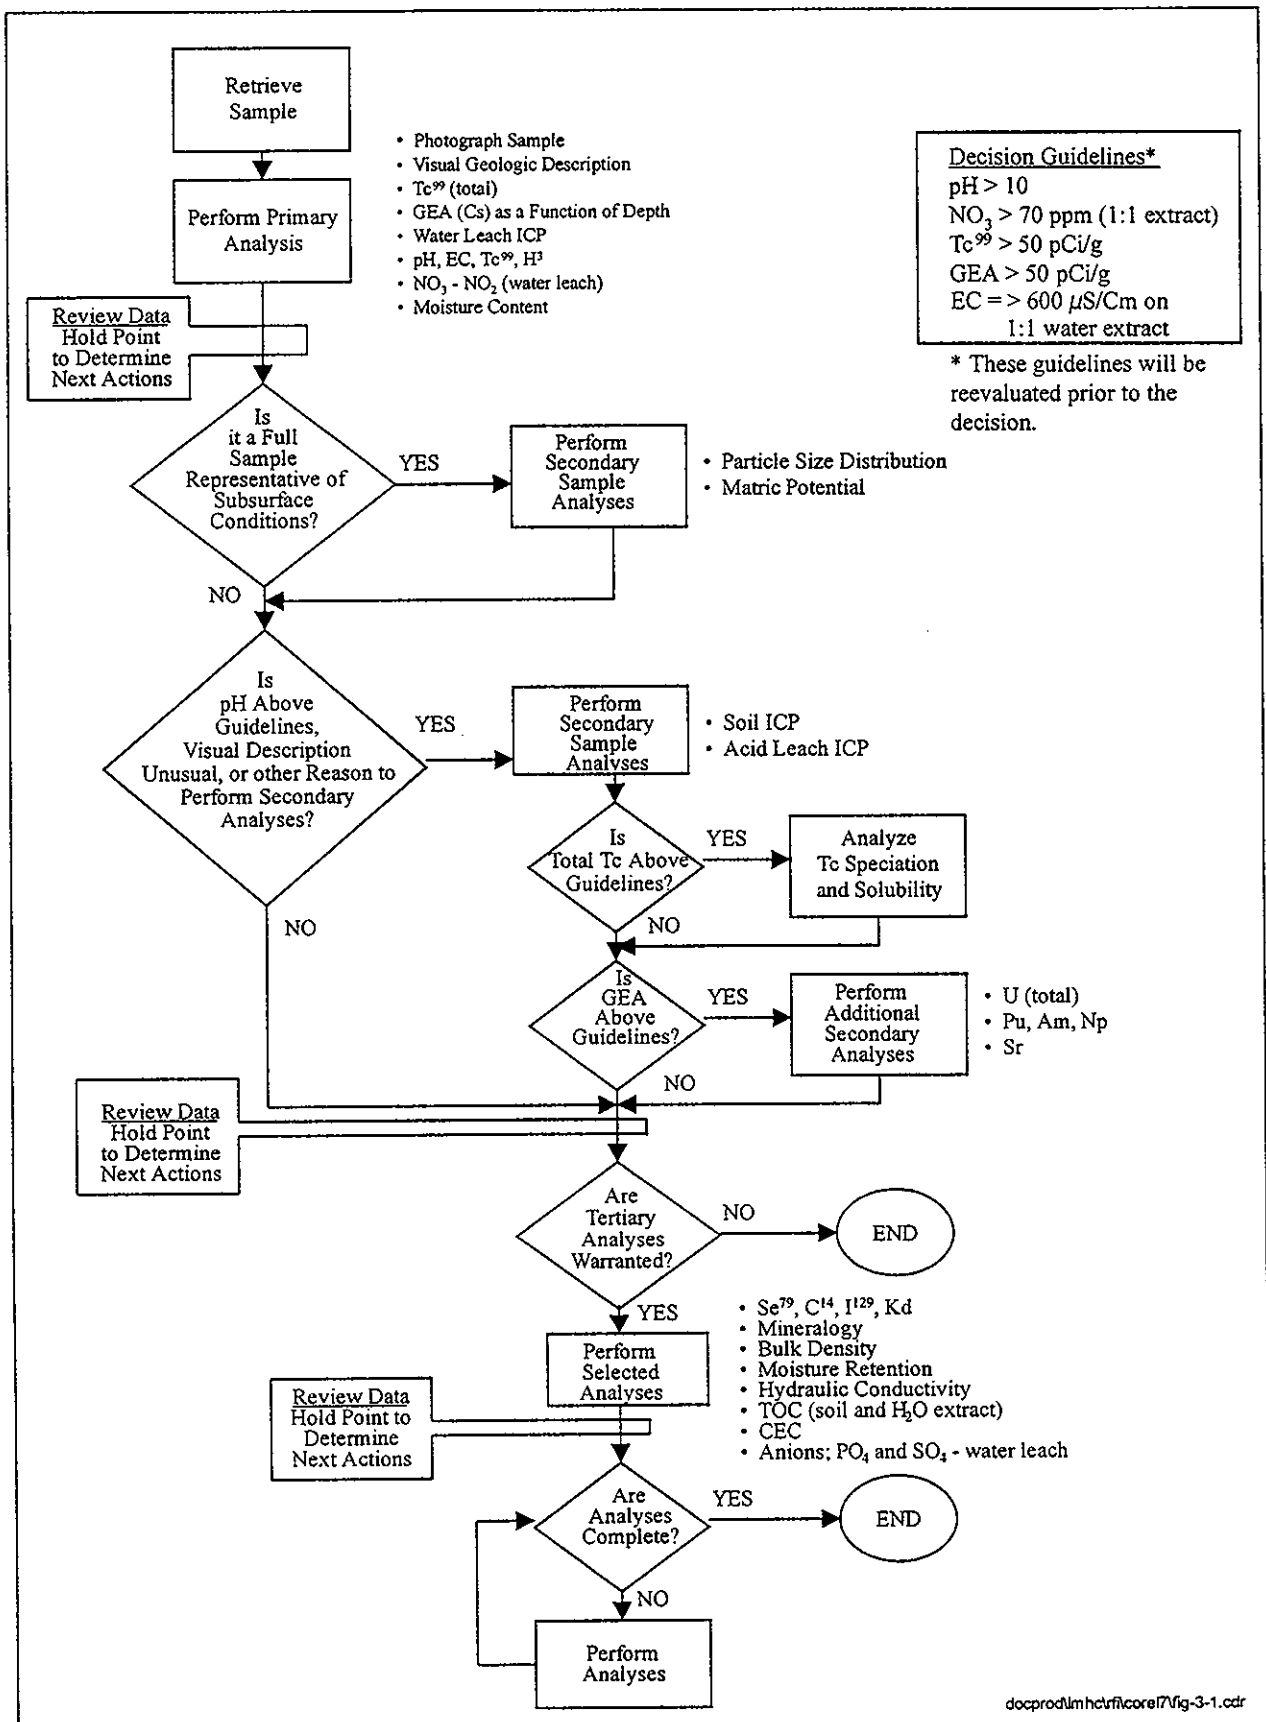 Retrieve
Sample
Perform Primary
Analysis
• Photograph Sample
• Visual Geologic Description
• Tc⁹⁹ (total)
• GEA (Cs) as a Function of Depth
• Water Leach ICP
• pH, EC, Tc⁹⁹, H³
• NO₃ - NO₂ (water leach)
• Moisture Content
Decision Guidelines*
pH > 10
NO₃ > 70 ppm (1:1 extract)
Tc⁹⁹ > 50 pCi/g
GEA > 50 pCi/g
EC = > 600 µS/Cm on
1:1 water extract
* These guidelines will be
reevaluated prior to the
decision.
Review Data
Hold Point
to Determine
Next Actions
Is
it a Full
Sample
Representative of
Subsurface
Conditions?
YES
Perform
Secondary
Sample
Analyses
• Particle Size Distribution
• Matric Potential
NO
Is
pH Above
Guidelines,
Visual Description
Unusual, or other Reason to
Perform Secondary
Analyses?
YES
Perform
Secondary
Sample
Analyses
• Soil ICP
• Acid Leach ICP
Is
Total Tc Above
Guidelines?
YES
Analyze
Tc Speciation
and Solubility
NO
NO
Is
GEA
Above
Guidelines?
YES
Perform
Additional
Secondary
Analyses
• U (total)
• Pu, Am, Np
• Sr
NO
Review Data
Hold Point
to Determine
Next Actions
Are
Tertiary
Analyses
Warranted?
NO
END
YES
Perform
Selected
Analyses
• Se⁷⁹, C¹⁴, I¹²⁹, Kd
• Mineralogy
• Bulk Density
• Moisture Retention
• Hydraulic Conductivity
• TOC (soil and H₂O extract)
• CEC
• Anions; PO₄ and SO₄ - water leach
Review Data
Hold Point to
Determine
Next Actions
Are
Analyses
Complete?
YES
END
NO
Perform
Analyses
docprod\lmhc\rfi\corel7\fig-3-1.cdr